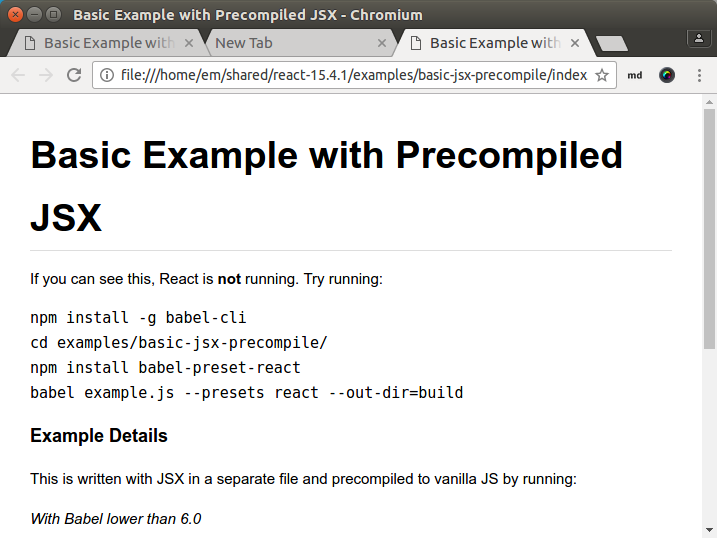 Basic Example with Precompiled JSX - Chromium
Basic Example with
New Tab
Basic Example with
file:///home/em/shared/react-15.4.1/examples/basic-jsx-precompile/index
md
Basic Example with Precompiled
JSX
If you can see this, React is not running. Try running:
npm install -g babel-cli
cd examples/basic-jsx-precompile/
npm install babel-preset-react
babel example.js --presets react --out-dir=build
Example Details
This is written with JSX in a separate file and precompiled to vanilla JS by running:
With Babel lower than 6.0